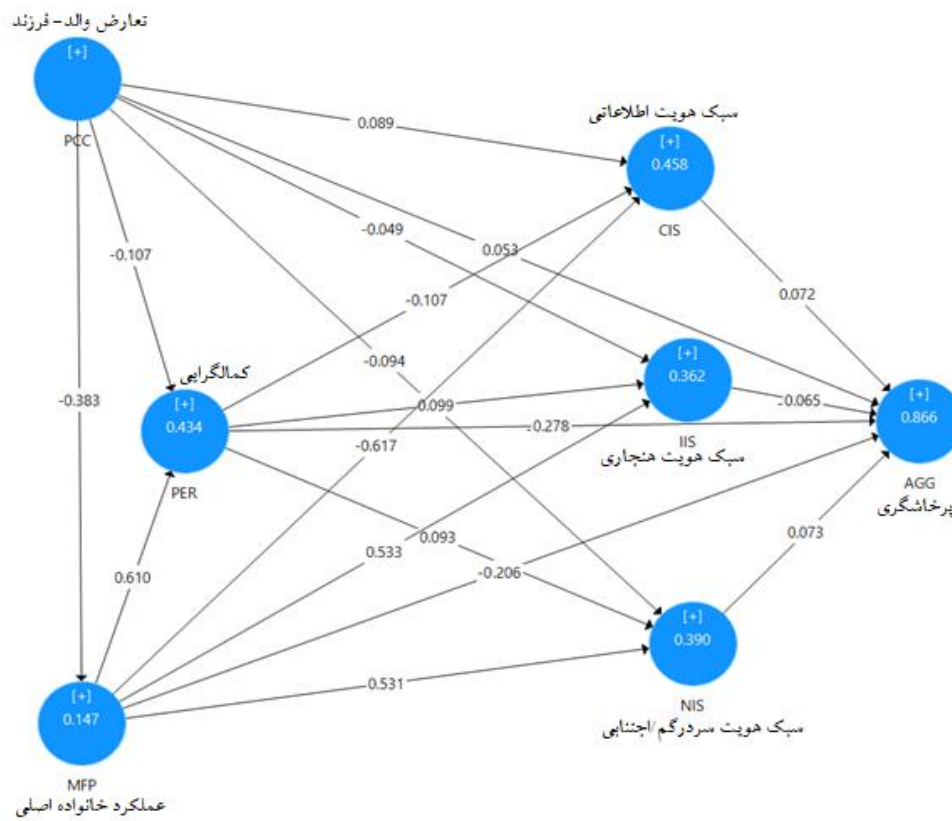 تعارض والد-فرزند
[+]
PCC
0.089
سبک هویت اطلاعاتی
[+]
0.458
CIS
-0.049
0.053
-0.107
-0.107
0.072
-0.094
[+]
0.362
IIS
سبک هویت هنجاری
-0.383
کمالگرایی
[+]
0.434
PER
0.099
-0.065
-0.278
[+]
0.866
AGG
پرخاشگری
-0.617
0.093
0.533
0.073
0.610
-0.206
[+]
0.390
NIS
سبک هویت سردرگم/اجتنابی
0.531
[+]
0.147
MFP
عملکرد خانواده اصلی